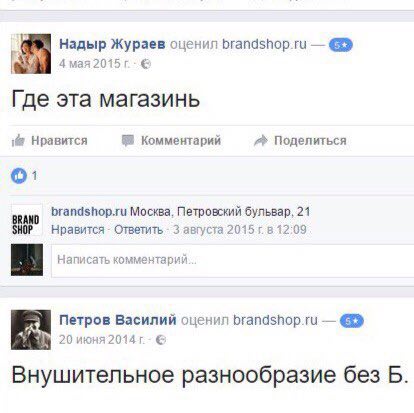 Надыр Жураев оценил brandshop.ru — 5★
4 мая 2015 г. ·
Где эта магазинь
Нравится Комментарий Поделиться
1
BRAND SHOP
brandshop.ru Москва, Петровский бульвар, 21
Нравится · Ответить · 3 августа 2015 г. в 12:09
Написать комментарий...
Петров Василий оценил brandshop.ru — 5★
20 июня 2014 г. ·
Внушительное разнообразие без Б.